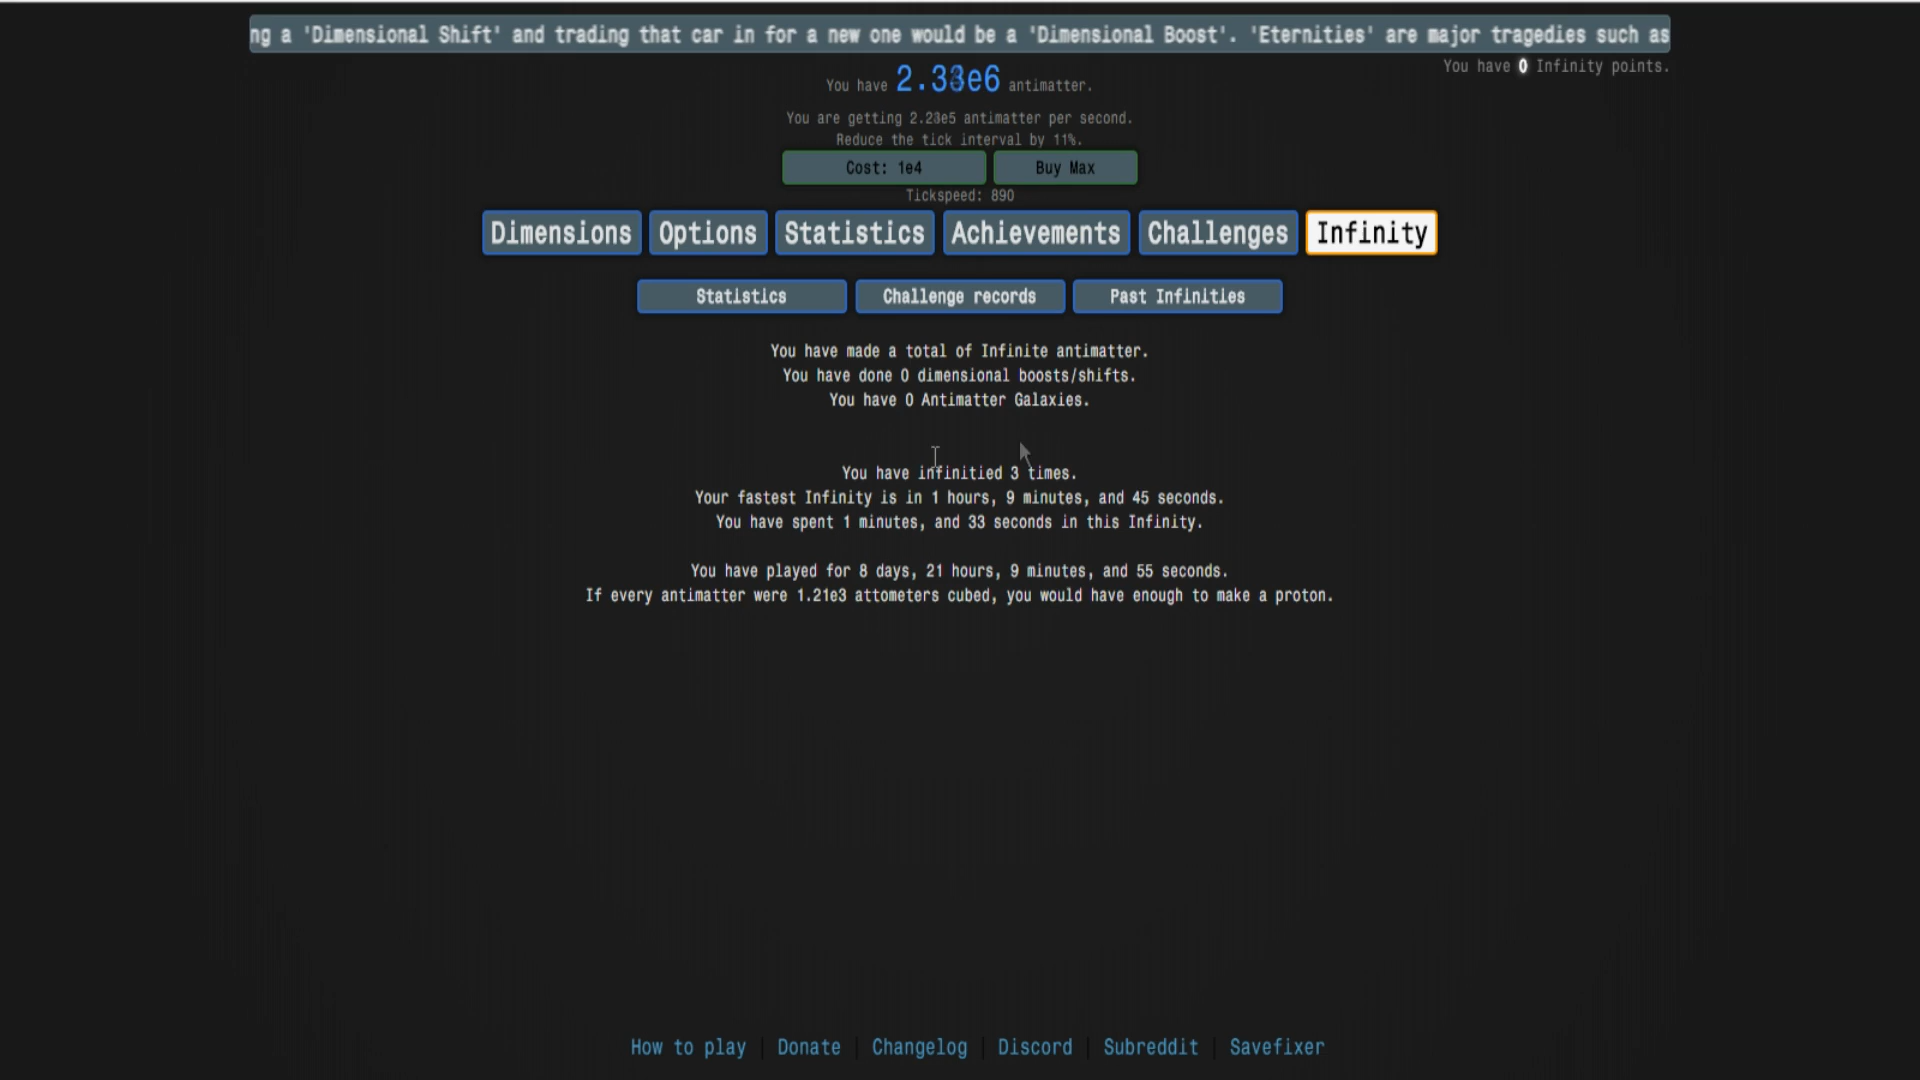 ng a 'Dimensional Shift' and trading that car in for a new one would be a 'Dimensional Boost'. 'Eternities' are major tragedies such as
You have 0 Infinity points.
You have 2.33e6 antimatter.
You are getting 2.23e5 antimatter per second.
Reduce the tick interval by 11%.
Cost: 1e4 Buy Max
Tickspeed: 890
Dimensions Options Statistics Achievements Challenges Infinity
Statistics Challenge records Past Infinities
You have made a total of Infinite antimatter.
You have done 0 dimensional boosts/shifts.
You have 0 Antimatter Galaxies.
You have infinitied 3 times.
Your fastest Infinity is in 1 hours, 9 minutes, and 45 seconds.
You have spent 1 minutes, and 33 seconds in this Infinity.
You have played for 8 days, 21 hours, 9 minutes, and 55 seconds.
If every antimatter were 1.21e3 attometers cubed, you would have enough to make a proton.
How to play | Donate | Changelog | Discord | Subreddit | Savefixer